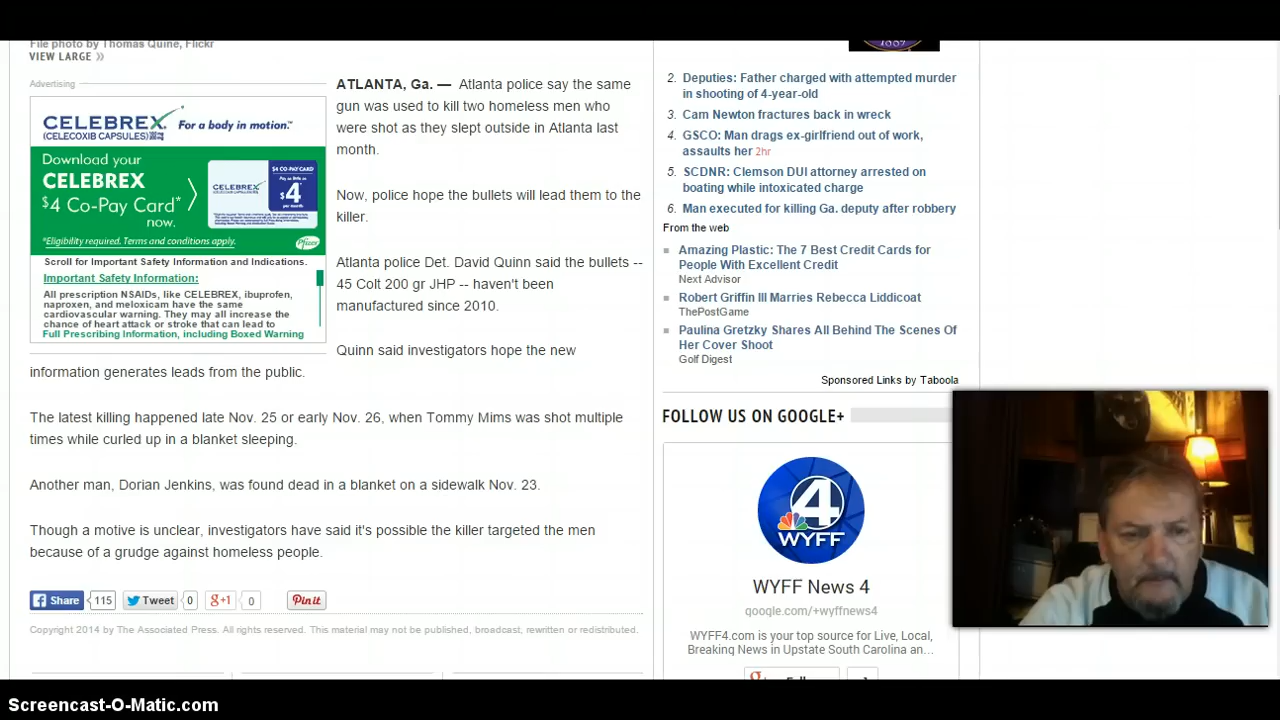 File photo by Thomas Quine, Flickr
VIEW LARGE »
Advertising
CELEBREX
(CELECOXIB CAPSULES)
For a body in motion.™
Download your
CELEBREX
$4 Co-Pay Card*
now.
$4 CO-PAY CARD
CELEBREX
$4
*Eligibility required. Terms and conditions apply.
Pfizer
Scroll for Important Safety Information and Indications.
Important Safety Information:
All prescription NSAIDs, like CELEBREX, ibuprofen,
naproxen, and meloxicam have the same
cardiovascular warning. They may all increase the
chance of heart attack or stroke that can lead to
Full Prescribing Information, including Boxed Warning
ATLANTA, Ga. — Atlanta police say the same
gun was used to kill two homeless men who
were shot as they slept outside in Atlanta last
month.
Now, police hope the bullets will lead them to the
killer.
Atlanta police Det. David Quinn said the bullets --
45 Colt 200 gr JHP -- haven't been
manufactured since 2010.
Quinn said investigators hope the new
information generates leads from the public.
The latest killing happened late Nov. 25 or early Nov. 26, when Tommy Mims was shot multiple
times while curled up in a blanket sleeping.
Another man, Dorian Jenkins, was found dead in a blanket on a sidewalk Nov. 23.
Though a motive is unclear, investigators have said it's possible the killer targeted the men
because of a grudge against homeless people.
Share 115 Tweet 0 g+1 0 Pinit
Copyright 2014 by The Associated Press. All rights reserved. This material may not be published, broadcast, rewritten or redistributed.
1889
2. Deputies: Father charged with attempted murder
in shooting of 4-year-old
3. Cam Newton fractures back in wreck
4. GSCO: Man drags ex-girlfriend out of work,
assaults her 2hr
5. SCDNR: Clemson DUI attorney arrested on
boating while intoxicated charge
6. Man executed for killing Ga. deputy after robbery
From the web
Amazing Plastic: The 7 Best Credit Cards for
People With Excellent Credit
Next Advisor
Robert Griffin III Marries Rebecca Liddicoat
ThePostGame
Paulina Gretzky Shares All Behind The Scenes Of
Her Cover Shoot
Golf Digest
Sponsored Links by Taboola
FOLLOW US ON GOOGLE+
4
WYFF
WYFF News 4
google.com/+wyffnews4
WYFF4.com is your top source for Live, Local,
Breaking News in Upstate South Carolina an...
Screencast-O-Matic.com